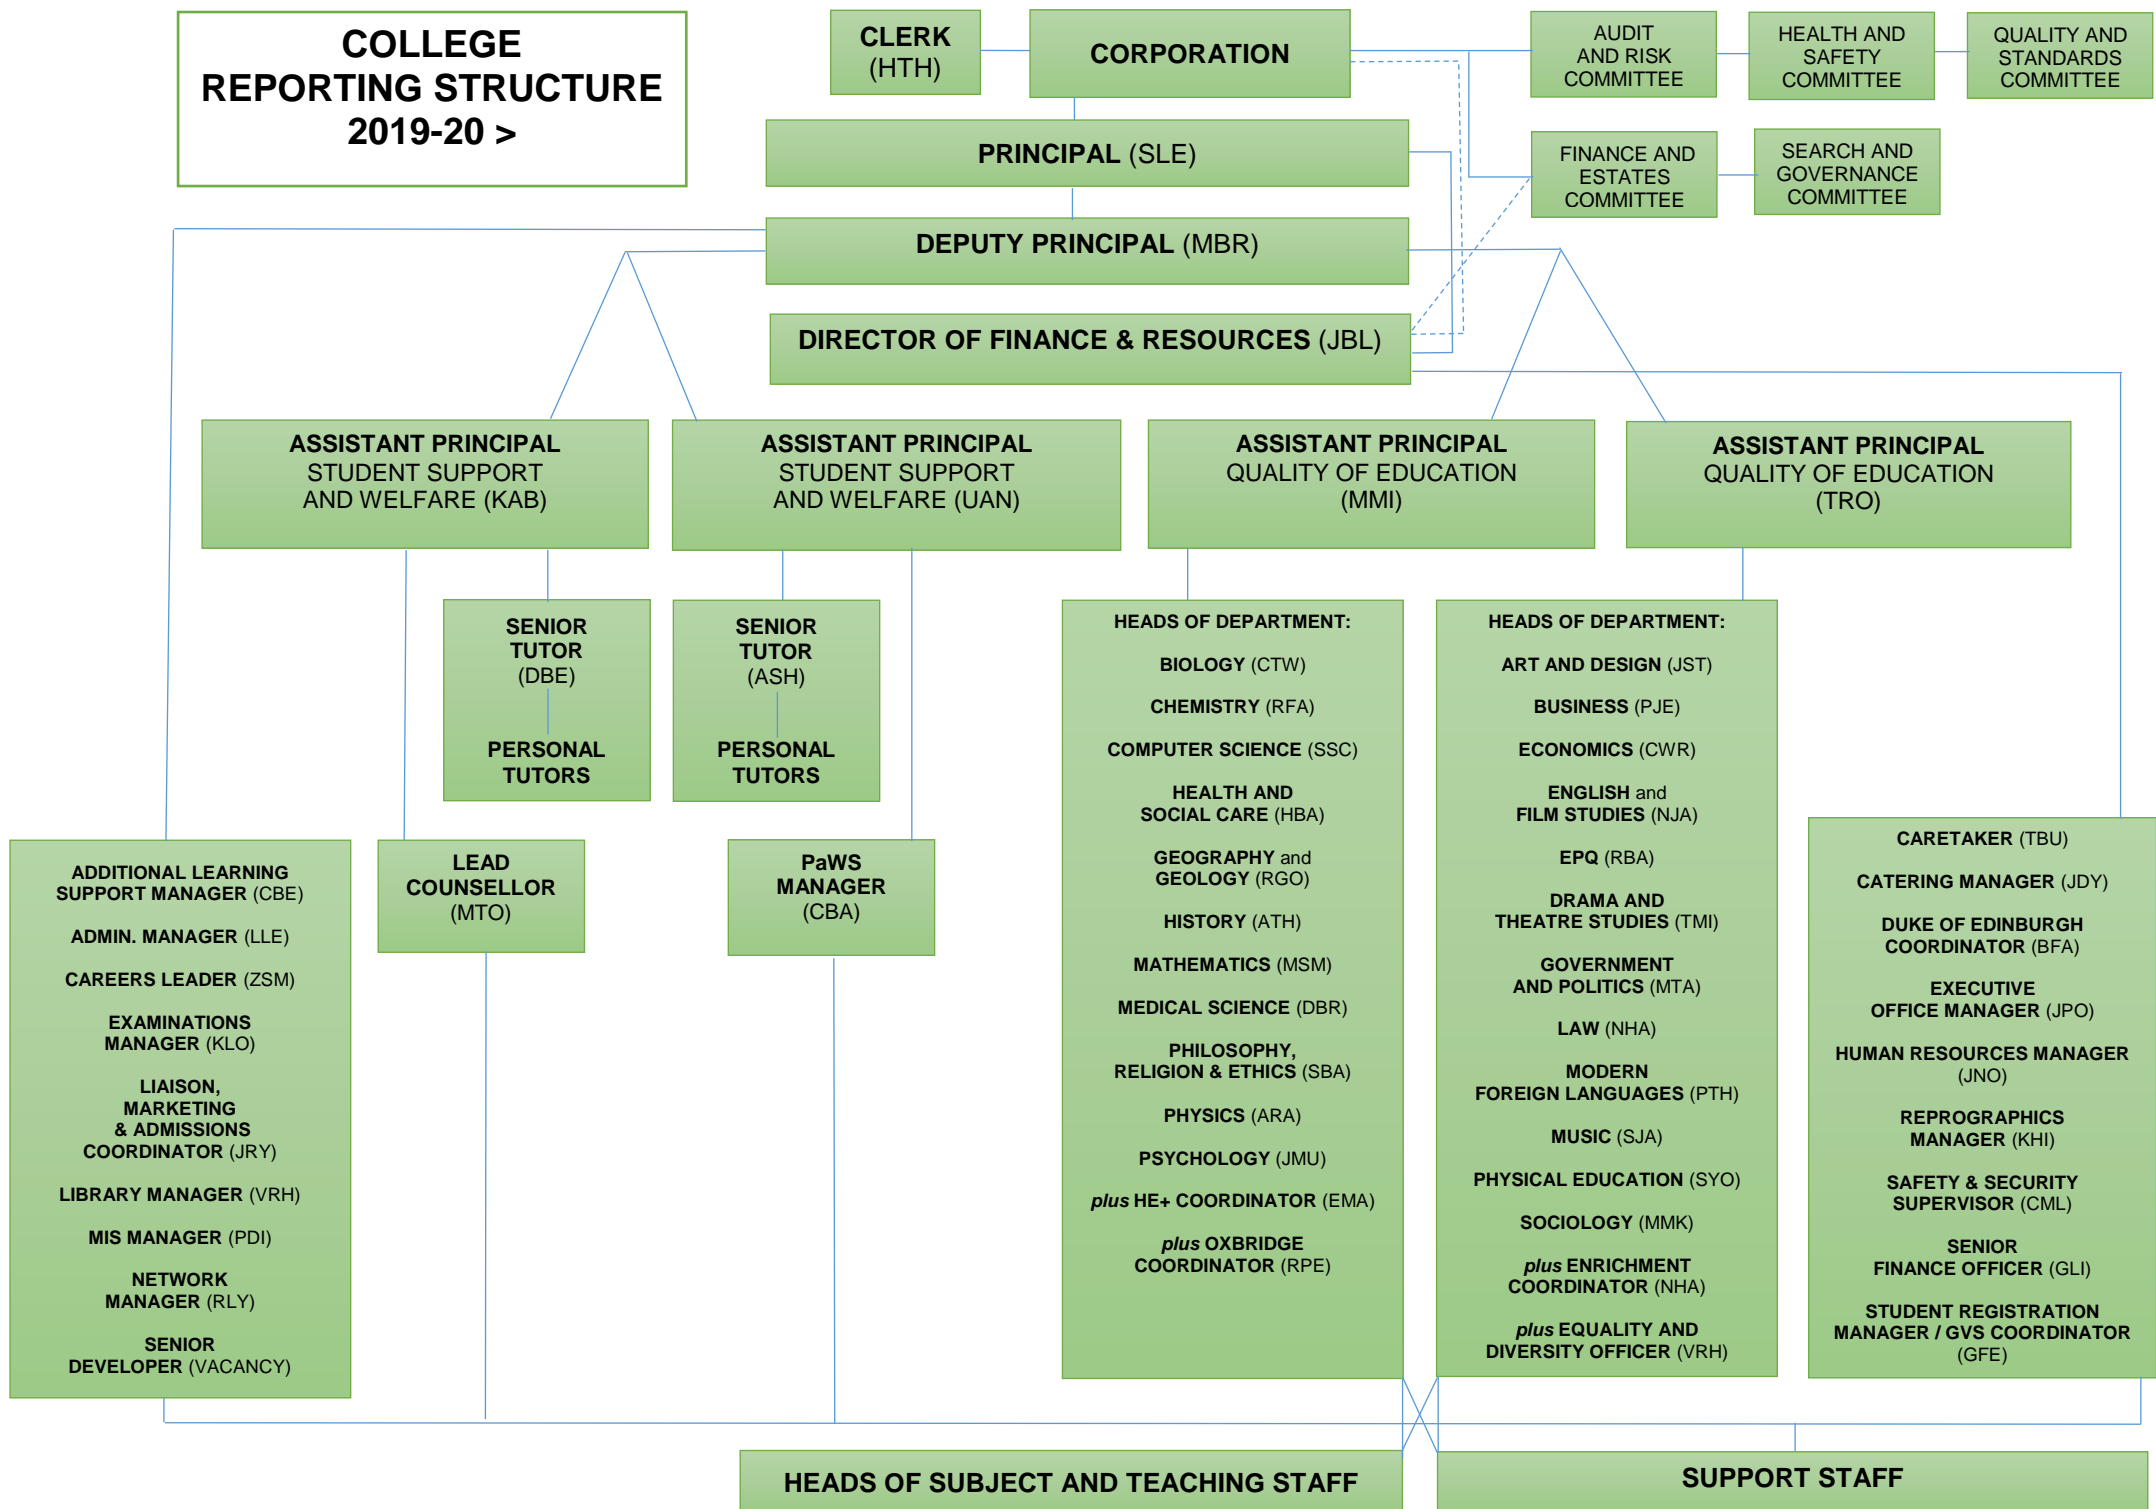 COLLEGE
REPORTING STRUCTURE
2019-20 >
CLERK
(HTH)
CORPORATION
AUDIT
AND RISK
COMMITTEE
HEALTH AND
SAFETY
COMMITTEE
QUALITY AND
STANDARDS
COMMITTEE
PRINCIPAL (SLE)
FINANCE AND
ESTATES
COMMITTEE
SEARCH AND
GOVERNANCE
COMMITTEE
DEPUTY PRINCIPAL (MBR)
DIRECTOR OF FINANCE & RESOURCES (JBL)
ASSISTANT PRINCIPAL
STUDENT SUPPORT
AND WELFARE (KAB)
ASSISTANT PRINCIPAL
STUDENT SUPPORT
AND WELFARE (UAN)
ASSISTANT PRINCIPAL
QUALITY OF EDUCATION
(MMI)
ASSISTANT PRINCIPAL
QUALITY OF EDUCATION
(TRO)
SENIOR
TUTOR
(DBE)
PERSONAL
TUTORS
SENIOR
TUTOR
(ASH)
PERSONAL
TUTORS
HEADS OF DEPARTMENT:
BIOLOGY (CTW)
CHEMISTRY (RFA)
COMPUTER SCIENCE (SSC)
HEALTH AND
SOCIAL CARE (HBA)
GEOGRAPHY and
GEOLOGY (RGO)
HISTORY (ATH)
MATHEMATICS (MSM)
MEDICAL SCIENCE (DBR)
PHILOSOPHY,
RELIGION & ETHICS (SBA)
PHYSICS (ARA)
PSYCHOLOGY (JMU)
plus HE+ COORDINATOR (EMA)
plus OXBRIDGE
COORDINATOR (RPE)
HEADS OF DEPARTMENT:
ART AND DESIGN (JST)
BUSINESS (PJE)
ECONOMICS (CWR)
ENGLISH and
FILM STUDIES (NJA)
EPQ (RBA)
DRAMA AND
THEATRE STUDIES (TMI)
GOVERNMENT
AND POLITICS (MTA)
LAW (NHA)
MODERN
FOREIGN LANGUAGES (PTH)
MUSIC (SJA)
PHYSICAL EDUCATION (SYO)
SOCIOLOGY (MMK)
plus ENRICHMENT
COORDINATOR (NHA)
plus EQUALITY AND
DIVERSITY OFFICER (VRH)
ADDITIONAL LEARNING
SUPPORT MANAGER (CBE)
ADMIN. MANAGER (LLE)
CAREERS LEADER (ZSM)
EXAMINATIONS
MANAGER (KLO)
LIAISON,
MARKETING
& ADMISSIONS
COORDINATOR (JRY)
LIBRARY MANAGER (VRH)
MIS MANAGER (PDI)
NETWORK
MANAGER (RLY)
SENIOR
DEVELOPER (VACANCY)
LEAD
COUNSELLOR
(MTO)
PaWS
MANAGER
(CBA)
CARETAKER (TBU)
CATERING MANAGER (JDY)
DUKE OF EDINBURGH
COORDINATOR (BFA)
EXECUTIVE
OFFICE MANAGER (JPO)
HUMAN RESOURCES MANAGER
(JNO)
REPROGRAPHICS
MANAGER (KHI)
SAFETY & SECURITY
SUPERVISOR (CML)
SENIOR
FINANCE OFFICER (GLI)
STUDENT REGISTRATION
MANAGER / GVS COORDINATOR
(GFE)
HEADS OF SUBJECT AND TEACHING STAFF
SUPPORT STAFF